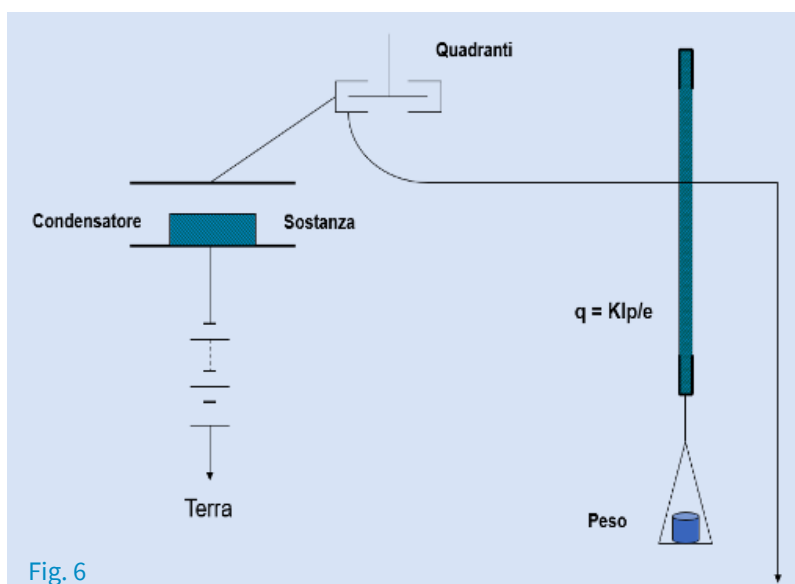 Quadranti
Condensatore
Sostanza
q = Klp/e
Terra
Peso
Fig. 6